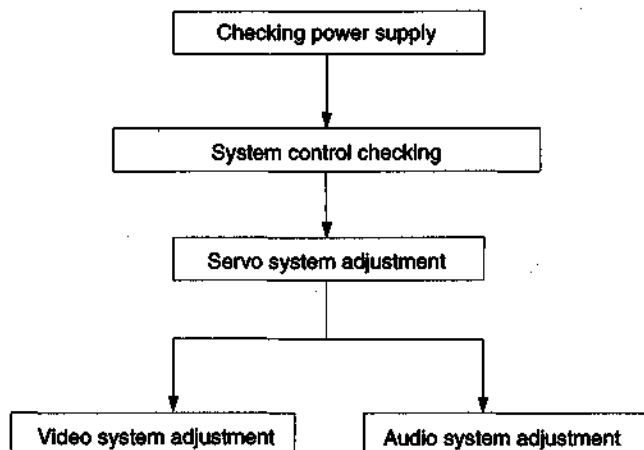 Checking power supply
System control checking
Servo system adjustment
Video system adjustment
Audio system adjustment